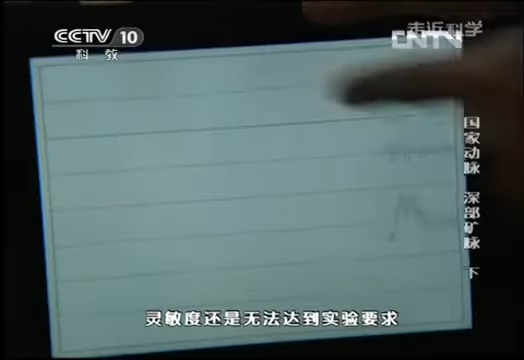 CCTV 10
科教
走近科学
CNTV
国家动脉 深部矿脉 下
灵敏度还是无法达到实验要求